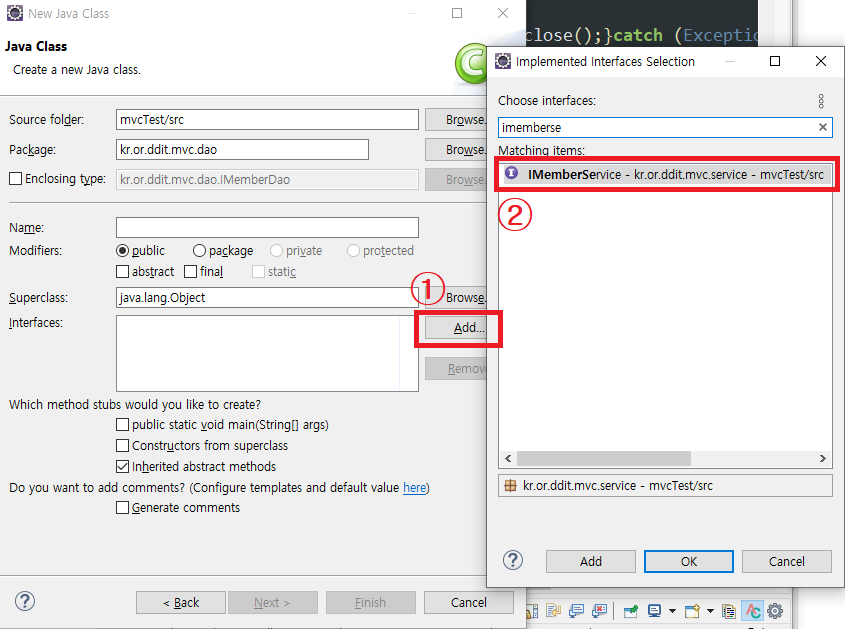 New Java Class
Java Class
Create a new Java class.
Source folder: mvcTest/src Browse.
Package: kr.or.ddit.mvc.dao Browse.
Enclosing type: kr.or.ddit.mvc.dao.IMemberDao Browse.
Name:
Modifiers: public package private protected
abstract final static
Superclass: java.lang.Object Browse.
①
Interfaces: Add...
Remov
Which method stubs would you like to create?
public static void main(String[] args)
Constructors from superclass
Inherited abstract methods
Do you want to add comments? (Configure templates and default value here)
Generate comments
< Back Next > Finish Cancel
close();}catch (Exceptio
Implemented Interfaces Selection
Choose interfaces:
imemberse
Matching items:
IMemberService - kr.or.ddit.mvc.service - mvcTest/src
②
kr.or.ddit.mvc.service - mvcTest/src
Add OK Cancel